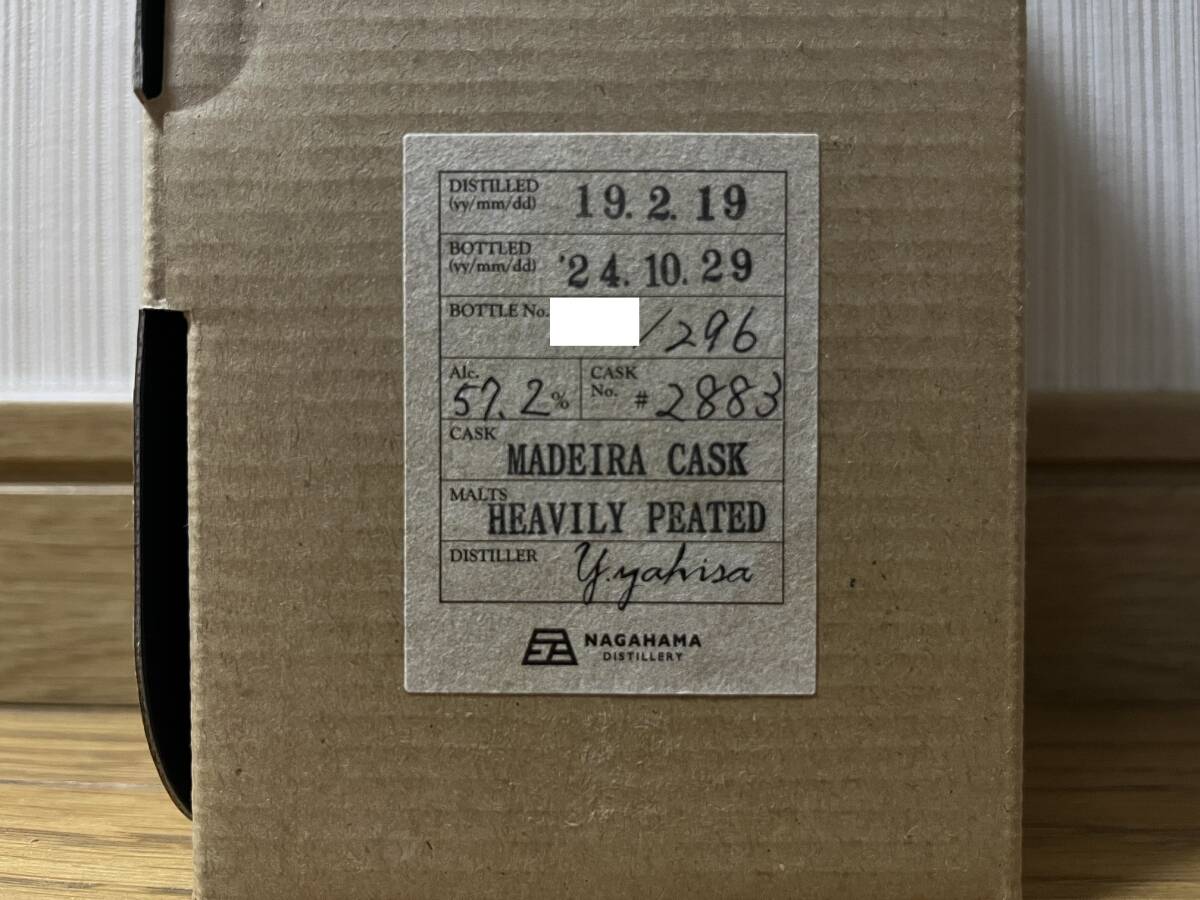 DISTILLED 19.2.19
(yy/mm/dd)
BOTTLED '24.10.29
(yy/mm/dd)
BOTTLE No. /296
Alc. 57.2% CASK No. #2883
CASK
MADEIRA CASK
MALTS
HEAVILY PEATED
DISTILLER Y.yahisa
NAGAHAMA
DISTILLERY